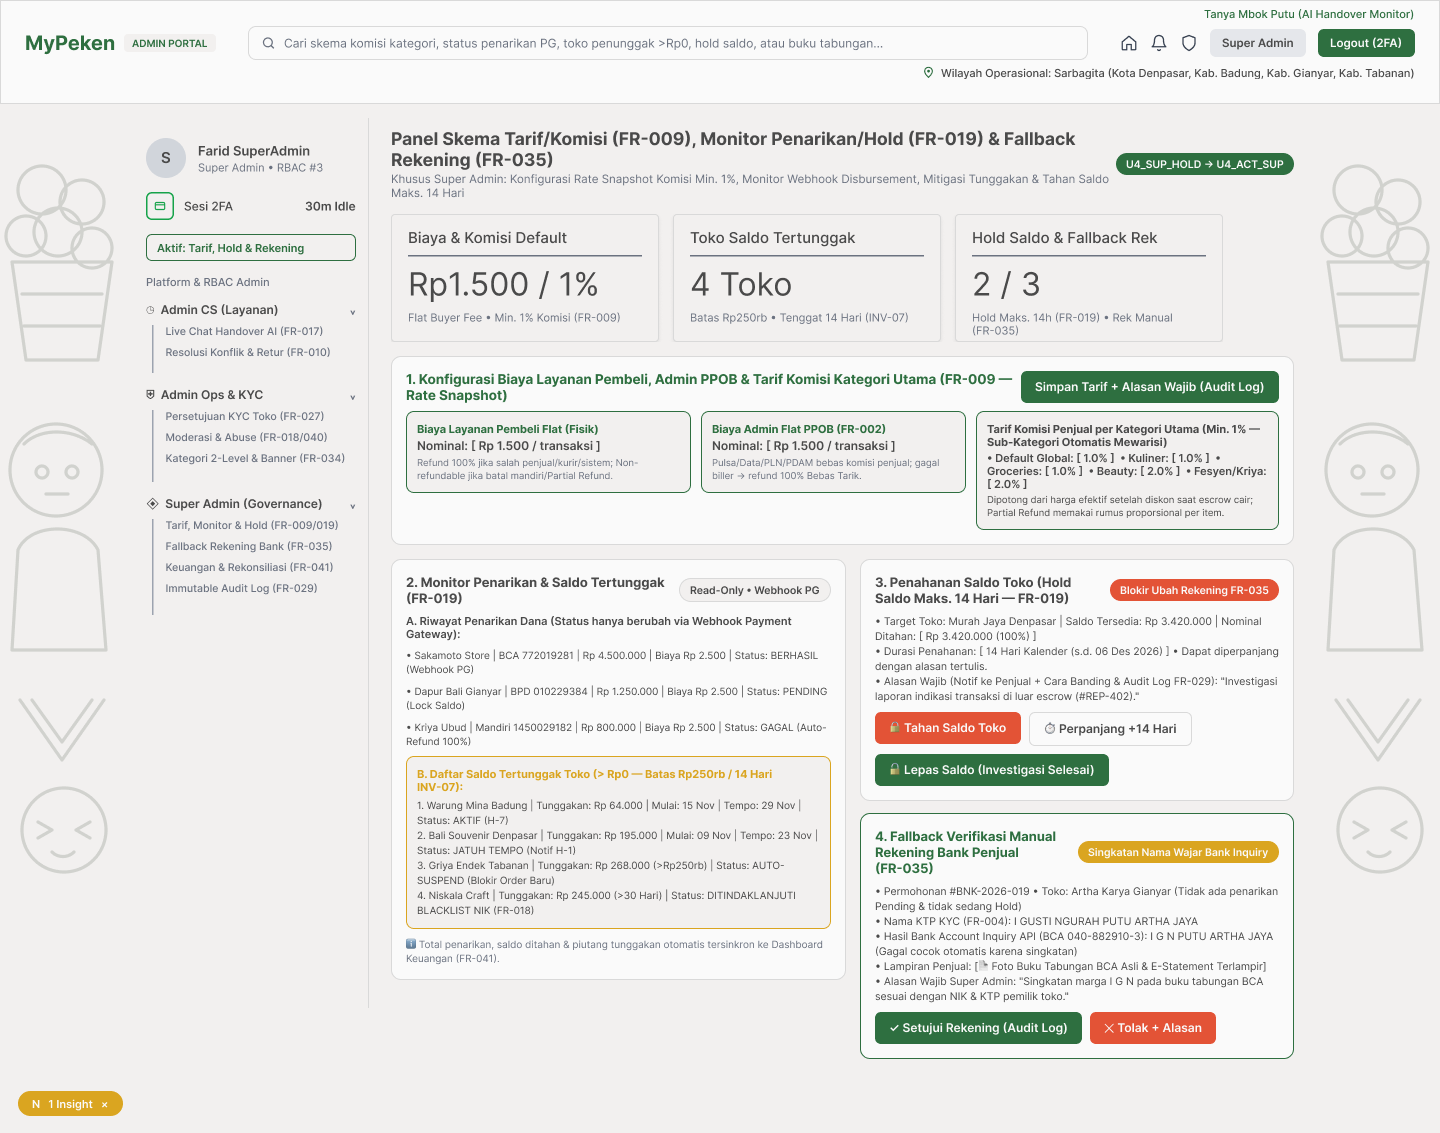 Tanya Mbok Putu (AI Handover Monitor)
MyPeken
ADMIN PORTAL
Cari skema komisi kategori, status penarikan PG, toko penunggak >Rp0, hold saldo, atau buku tabungan...
Super Admin
Logout (2FA)
Wilayah Operasional: Sarbagita (Kota Denpasar, Kab. Badung, Kab. Gianyar, Kab. Tabanan)
S
Farid SuperAdmin
Super Admin • RBAC #3
Sesi 2FA
30m Idle
Aktif: Tarif, Hold & Rekening
Platform & RBAC Admin
Admin CS (Layanan)
Live Chat Handover AI (FR-017)
Resolusi Konflik & Retur (FR-010)
Admin Ops & KYC
Persetujuan KYC Toko (FR-027)
Moderasi & Abuse (FR-018/040)
Kategori 2-Level & Banner (FR-034)
Super Admin (Governance)
Tarif, Monitor & Hold (FR-009/019)
Fallback Rekening Bank (FR-035)
Keuangan & Rekonsiliasi (FR-041)
Immutable Audit Log (FR-029)
Panel Skema Tarif/Komisi (FR-009), Monitor Penarikan/Hold (FR-019) & Fallback
Rekening (FR-035)
Khusus Super Admin: Konfigurasi Rate Snapshot Komisi Min. 1%, Monitor Webhook Disbursement, Mitigasi Tunggakan & Tahan Saldo
Maks. 14 Hari
U4_SUP_HOLD → U4_ACT_SUP
Biaya & Komisi Default
Rp1.500 / 1%
Flat Buyer Fee • Min. 1% Komisi (FR-009)
Toko Saldo Tertunggak
4 Toko
Batas Rp250rb • Tenggat 14 Hari (INV-07)
Hold Saldo & Fallback Rek
2 / 3
Hold Maks. 14h (FR-019) • Rek Manual
(FR-035)
1. Konfigurasi Biaya Layanan Pembeli, Admin PPOB & Tarif Komisi Kategori Utama (FR-009 —
Rate Snapshot)
Simpan Tarif + Alasan Wajib (Audit Log)
Biaya Layanan Pembeli Flat (Fisik)
Nominal: [ Rp 1.500 / transaksi ]
Refund 100% jika salah penjual/kurir/sistem; Non-
refundable jika batal mandiri/Partial Refund.
Biaya Admin Flat PPOB (FR-002)
Nominal: [ Rp 1.500 / transaksi ]
Pulsa/Data/PLN/PDAM bebas komisi penjual; gagal
biller → refund 100% Bebas Tarik.
Tarif Komisi Penjual per Kategori Utama (Min. 1% —
Sub-Kategori Otomatis Mewarisi)
• Default Global: [ 1.0% ] • Kuliner: [ 1.0% ] •
Groceries: [ 1.0% ] • Beauty: [ 2.0% ] • Fesyen/Kriya:
[ 2.0% ]
Dipotong dari harga efektif setelah diskon saat escrow cair;
Partial Refund memakai rumus proporsional per item.
2. Monitor Penarikan & Saldo Tertunggak
(FR-019)
Read-Only • Webhook PG
A. Riwayat Penarikan Dana (Status hanya berubah via Webhook Payment
Gateway):
• Sakamoto Store | BCA 772019281 | Rp 4.500.000 | Biaya Rp 2.500 | Status: BERHASIL
(Webhook PG)
• Dapur Bali Gianyar | BPD 010229384 | Rp 1.250.000 | Biaya Rp 2.500 | Status: PENDING
(Lock Saldo)
• Kriya Ubud | Mandiri 1450029182 | Rp 800.000 | Biaya Rp 2.500 | Status: GAGAL (Auto-
Refund 100%)
B. Daftar Saldo Tertunggak Toko (> Rp0 — Batas Rp250rb / 14 Hari
INV-07):
1. Warung Mina Badung | Tunggakan: Rp 64.000 | Mulai: 15 Nov | Tempo: 29 Nov |
Status: AKTIF (H-7)
2. Bali Souvenir Denpasar | Tunggakan: Rp 195.000 | Mulai: 09 Nov | Tempo: 23 Nov |
Status: JATUH TEMPO (Notif H-1)
3. Griya Endek Tabanan | Tunggakan: Rp 268.000 (>Rp250rb) | Status: AUTO-
SUSPEND (Blokir Order Baru)
4. Niskala Craft | Tunggakan: Rp 245.000 (>30 Hari) | Status: DITINDAKLANJUTI
BLACKLIST NIK (FR-018)
Total penarikan, saldo ditahan & piutang tunggakan otomatis tersinkron ke Dashboard
Keuangan (FR-041).
3. Penahanan Saldo Toko (Hold
Saldo Maks. 14 Hari — FR-019)
Blokir Ubah Rekening FR-035
• Target Toko: Murah Jaya Denpasar | Saldo Tersedia: Rp 3.420.000 | Nominal
Ditahan: [ Rp 3.420.000 (100%) ]
• Durasi Penahanan: [ 14 Hari Kalender (s.d. 06 Des 2026) ] • Dapat diperpanjang
dengan alasan tertulis.
• Alasan Wajib (Notif ke Penjual + Cara Banding & Audit Log FR-029): "Investigasi
laporan indikasi transaksi di luar escrow (#REP-402)."
Tahan Saldo Toko
Perpanjang +14 Hari
Lepas Saldo (Investigasi Selesai)
4. Fallback Verifikasi Manual
Rekening Bank Penjual
(FR-035)
Singkatan Nama Wajar Bank Inquiry
• Permohonan #BNK-2026-019 • Toko: Artha Karya Gianyar (Tidak ada penarikan
Pending & tidak sedang Hold)
• Nama KTP KYC (FR-004): I GUSTI NGURAH PUTU ARTHA JAYA
• Hasil Bank Account Inquiry API (BCA 040-882910-3): I G N PUTU ARTHA JAYA
(Gagal cocok otomatis karena singkatan)
• Lampiran Penjual: [ Foto Buku Tabungan BCA Asli & E-Statement Terlampir]
• Alasan Wajib Super Admin: "Singkatan marga I G N pada buku tabungan BCA
sesuai dengan NIK & KTP pemilik toko."
✓ Setujui Rekening (Audit Log)
✕ Tolak + Alasan
N 1 Insight ×